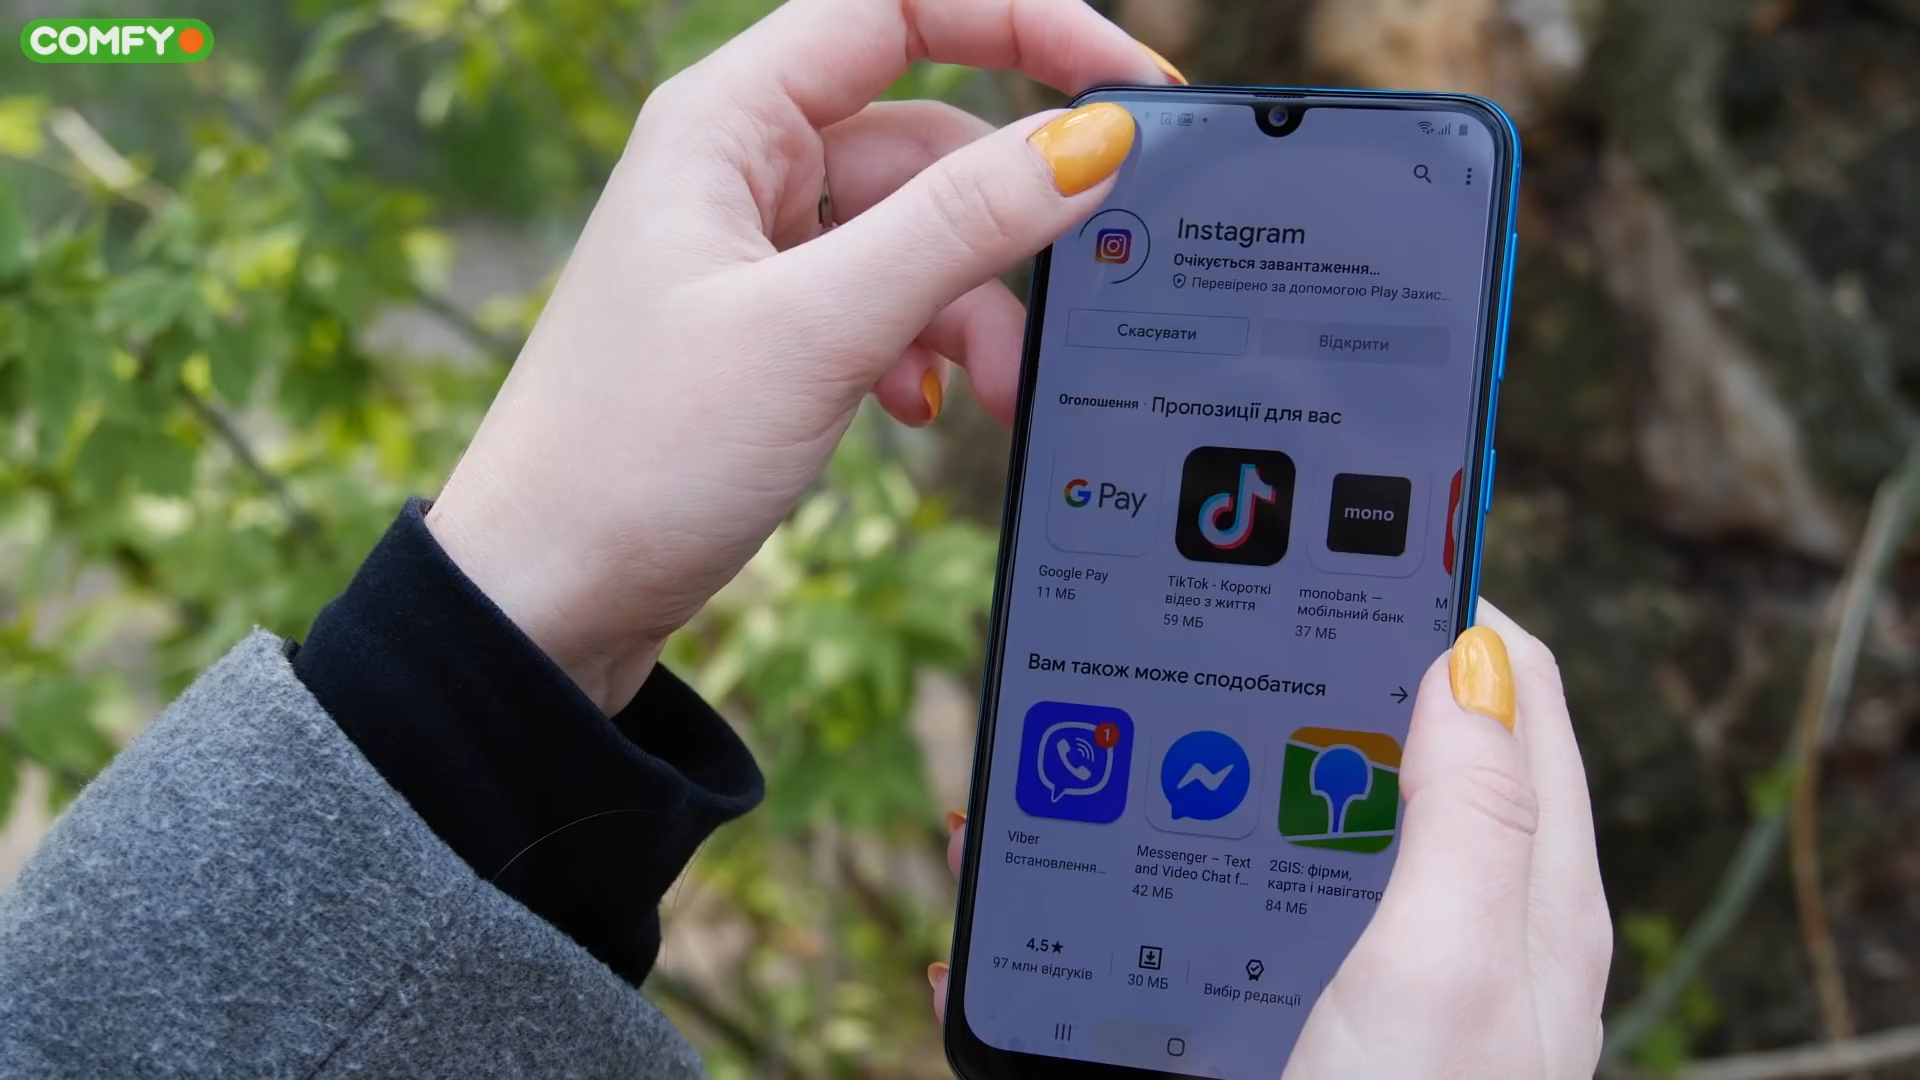 COMFY
Instagram
Очікується завантаження...
Перевірено за допомогою Play Захис...
Скасувати
Відкрити
Оголошення · Пропозиції для вас
G Pay
mono
Google Pay
11 МБ
TikTok - Короткі
відео з життя
59 МБ
monobank —
мобільний банк
37 МБ
Вам також може сподобатися
1
Viber
Встановлення...
Messenger – Text
and Video Chat f...
42 МБ
2GIS: фірми,
карта і навігатор
84 МБ
4,5★
97 млн відгуків
30 МБ
Вибір редакції